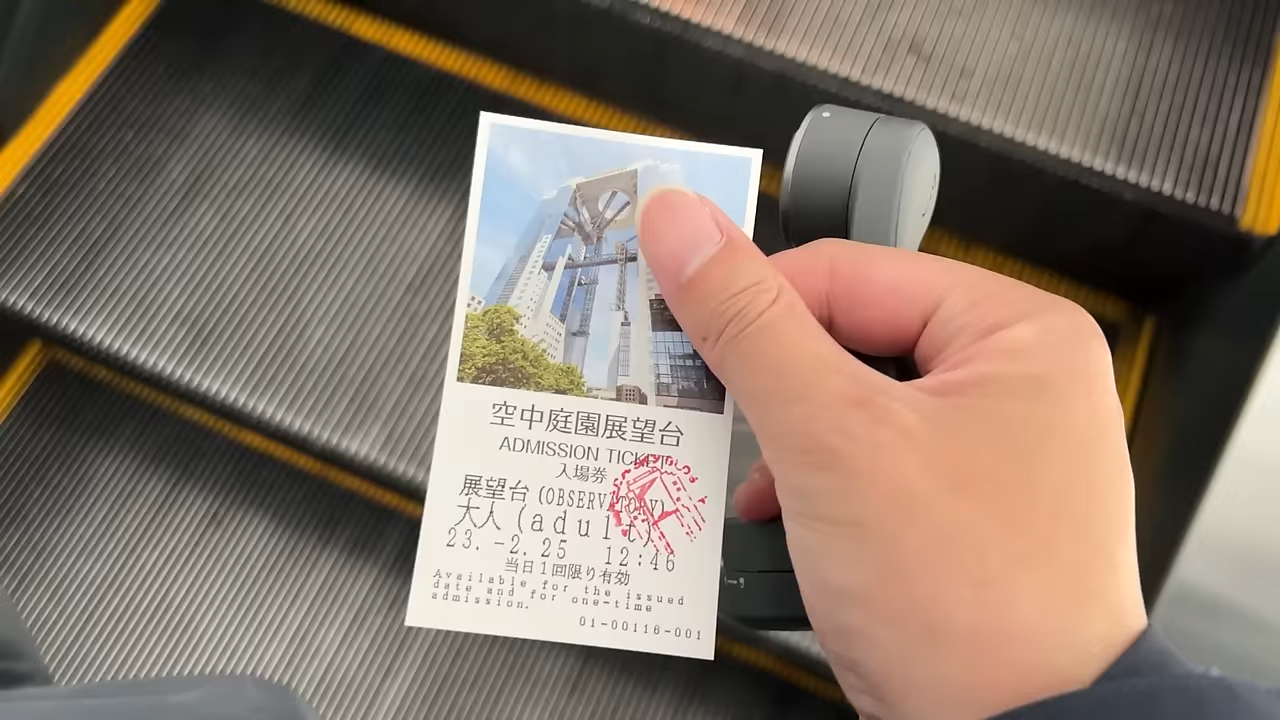 空中庭園展望台
ADMISSION TICKET
入場券
展望台 (OBSERVATORY)
大人 (adult)
23.-2.25 12:46
当日1回限り有効
Available for the issued
date and for one-time
admission.
01-00116-001